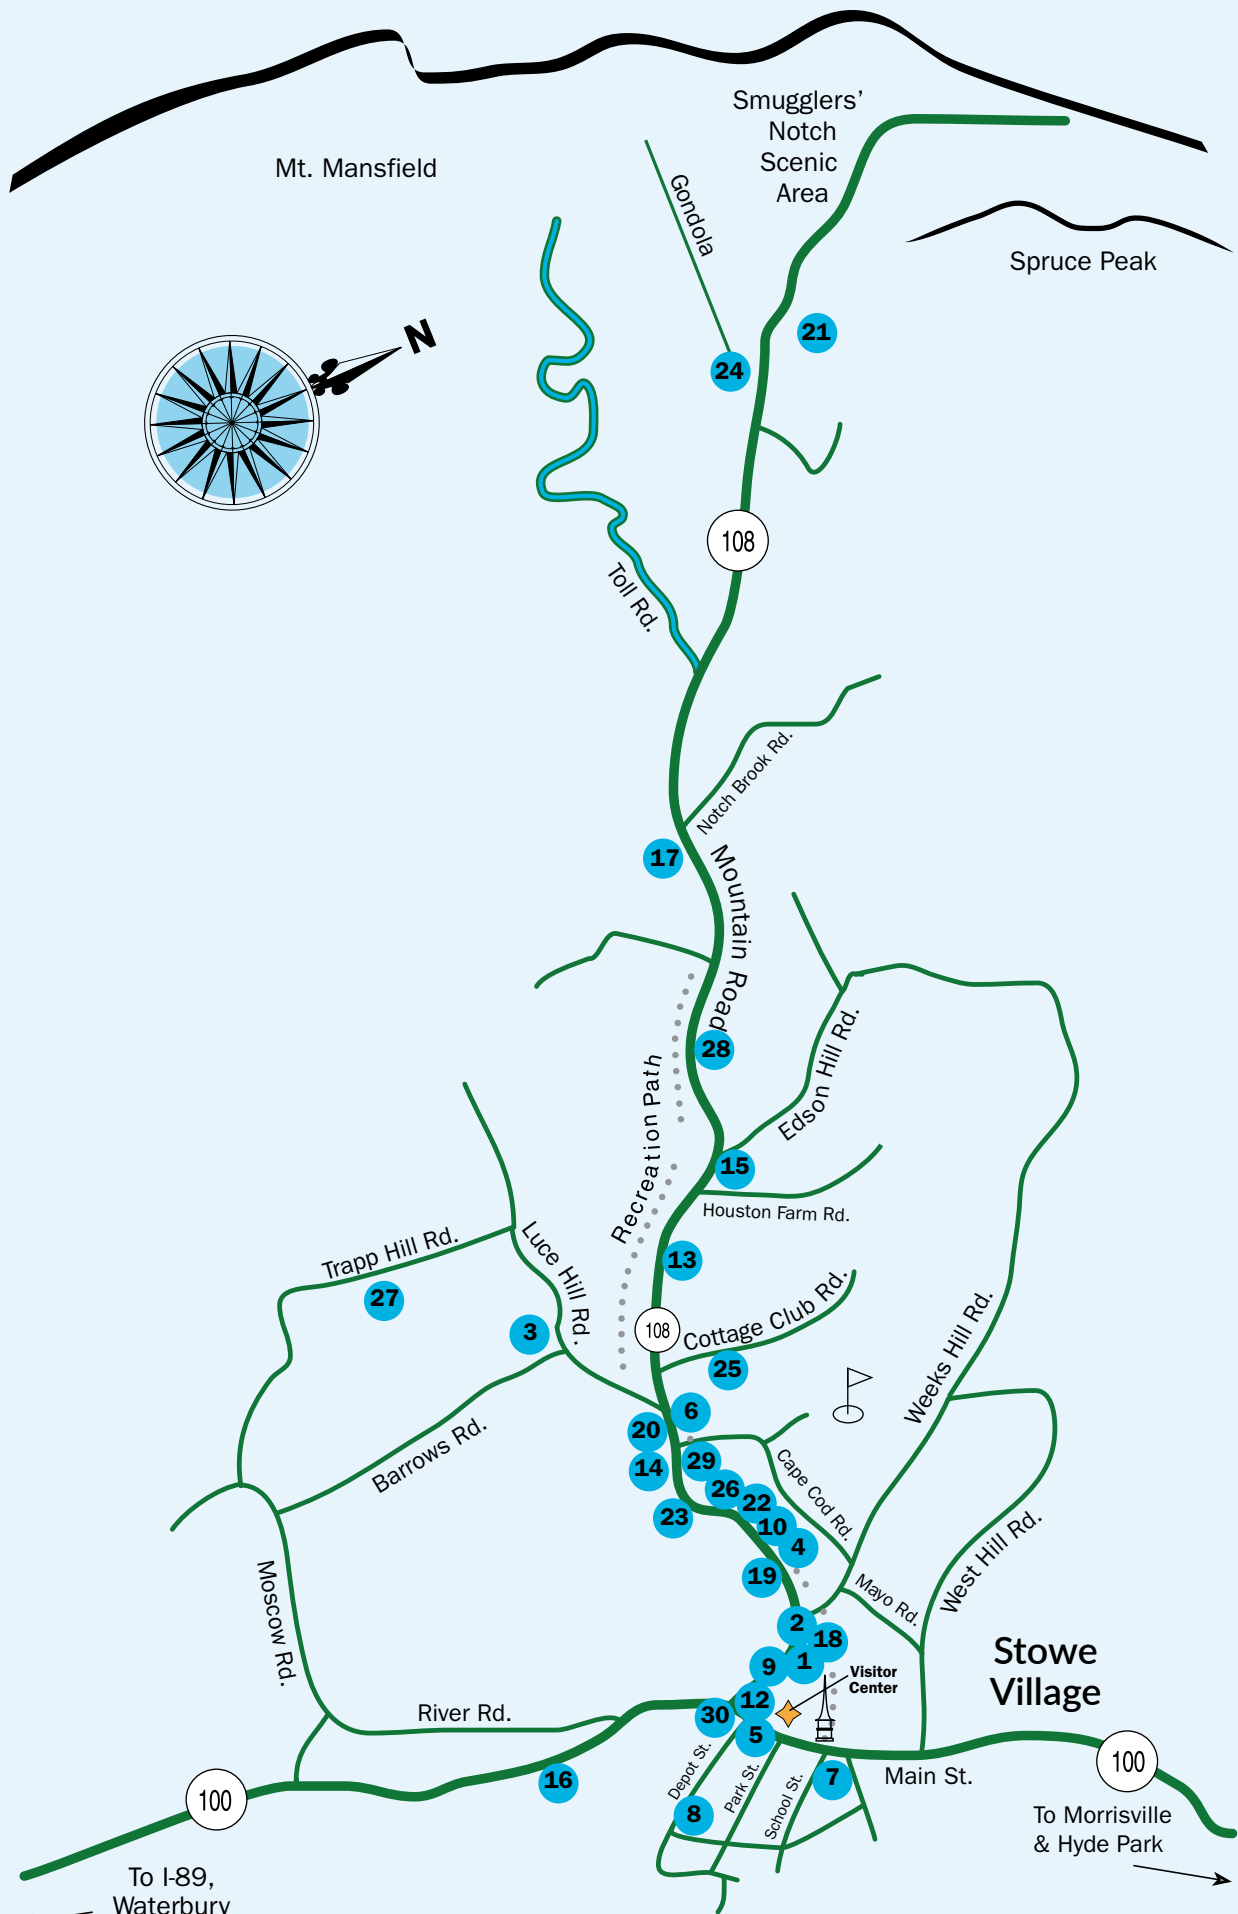 Smugglers'
Notch
Scenic
Area
Mt. Mansfield
Gondola
Spruce Peak
N
21
24
108
Toll Rd.
Notch Brook Rd.
17
Mountain Road
28
Edson Hill Rd.
Recreation Path
15
Houston Farm Rd.
Trapp Hill Rd.
Luce Hill Rd.
13
27
3
108
Cottage Club Rd.
25
Weeks Hill Rd.
6
20
Barrows Rd.
14
29
26
22
Cape Cod Rd.
23
10
4
19
Mayo Rd.
West Hill Rd.
Moscow Rd.
2
18
Stowe
Village
9
1
Visitor
Center
12
River Rd.
30
5
100
Main St.
Depot St.
Park St.
School St.
7
16
100
8
To Morrisville
& Hyde Park
To I-89,
Waterbury